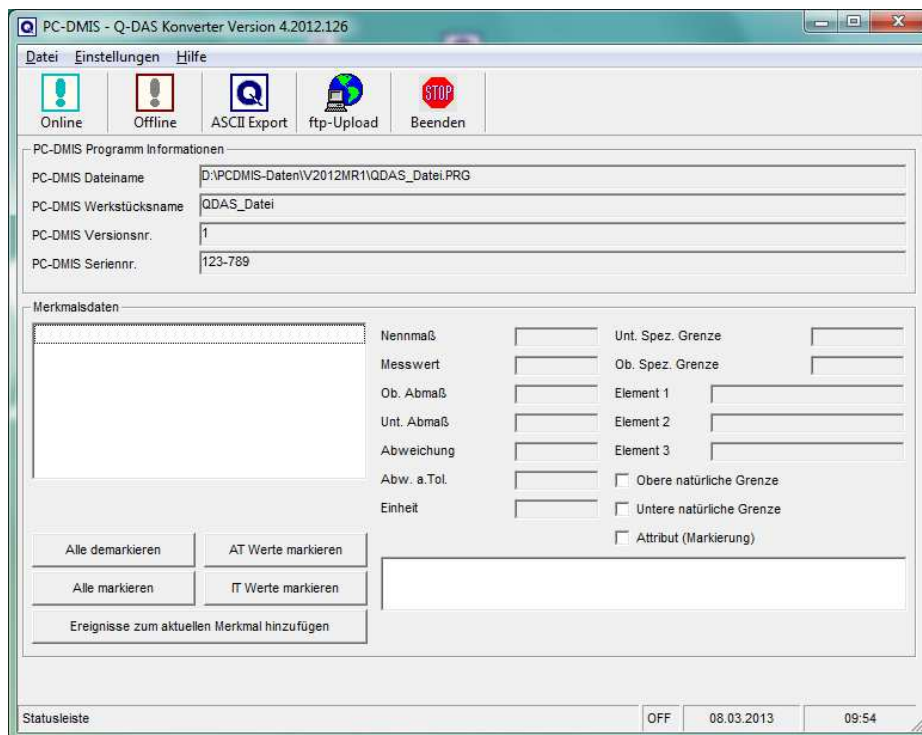 PC-DMIS - Q-DAS Konverter Version 4.2012.126
Datei Einstellungen Hilfe
Online Offline ASCII Export ftp-Upload STOP Beenden
PC-DMIS Programm Informationen
PC-DMIS Dateiname D:\PCDMIS-Daten\V2012MR1\QDAS_Datei.PRG
PC-DMIS Werkstücksname QDAS_Datei
PC-DMIS Versionsnr. 1
PC-DMIS Seriennr. 123-789
Merkmalsdaten
Nennmaß Unt. Spez. Grenze
Messwert Ob. Spez. Grenze
Ob. Abmaß Element 1
Unt. Abmaß Element 2
Abweichung Element 3
Abw. a.Tol. Obere natürliche Grenze
Einheit Untere natürliche Grenze
Attribut (Markierung)
Alle demarkieren AT Werte markieren
Alle markieren IT Werte markieren
Ereignisse zum aktuellen Merkmal hinzufügen
Statusleiste OFF 08.03.2013 09:54